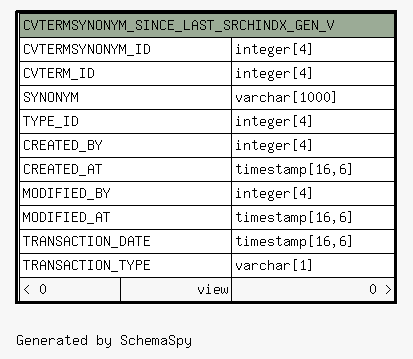 CVTERMSYNONYM_SINCE_LAST_SRCHINDX_GEN_V
CVTERMSYNONYM_ID integer[4]
CVTERM_ID integer[4]
SYNONYM varchar[1000]
TYPE_ID integer[4]
CREATED_BY integer[4]
CREATED_AT timestamp[16,6]
MODIFIED_BY integer[4]
MODIFIED_AT timestamp[16,6]
TRANSACTION_DATE timestamp[16,6]
TRANSACTION_TYPE varchar[1]
< 0 view 0 >
Generated by SchemaSpy